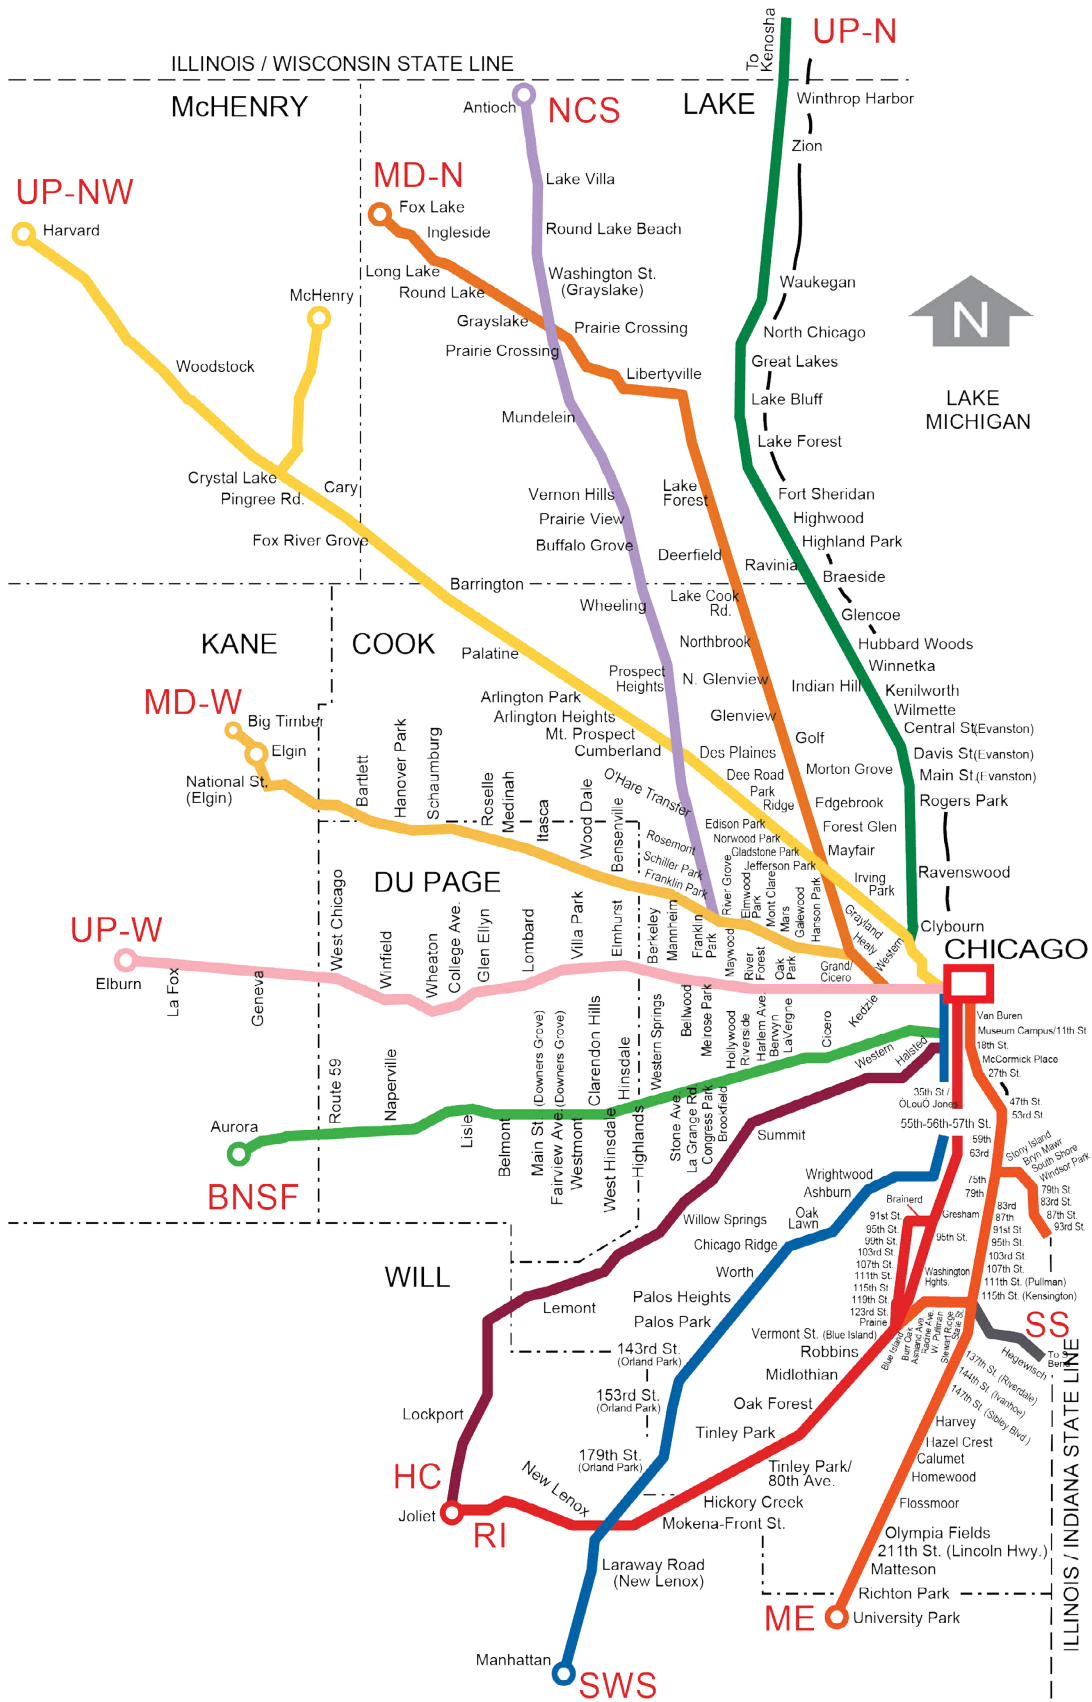 To
Kenosha
UP-N
ILLINOIS / WISCONSIN STATE LINE
McHENRY
Antioch
NCS
LAKE
Winthrop Harbor
Zion
UP-NW
MD-N
Lake Villa
Harvard
Fox Lake
Ingleside
Round Lake Beach
Long Lake
Washington St.
(Grayslake)
Waukegan
Round Lake
McHenry
Grayslake
Prairie Crossing
North Chicago
N
Prairie Crossing
Great Lakes
Woodstock
Libertyville
Lake Bluff
LAKE
MICHIGAN
Mundelein
Lake Forest
Crystal Lake
Pingree Rd.
Cary
Vernon Hills
Lake
Forest
Fort Sheridan
Prairie View
Highwood
Fox River Grove
Buffalo Grove
Highland Park
Deerfield
Ravinia
Braeside
Barrington
Wheeling
Lake Cook
Rd.
Glencoe
KANE
COOK
Northbrook
Hubbard Woods
Palatine
Winnetka
Prospect
Heights
N. Glenview
Indian Hill
Kenilworth
MD-W
Arlington Park
Wilmette
Big Timber
Arlington Heights
Glenview
Central St.(Evanston)
Mt. Prospect
Golf
Elgin
Cumberland
Des Plaines
Davis St(Evanston)
National St.
(Elgin)
Bartlett
Hanover Park
Schaumburg
Roselle
Medinah
Itasca
Wood Dale
Bensenville
O'Hare Transfer
Dee Road
Morton Grove
Main St.(Evanston)
Park
Ridge
Edgebrook
Rogers Park
Rosemont
Edison Park
Forest Glen
Schiller Park
Norwood Park
Mayfair
Franklin Park
Gladstone Park
Jefferson Park
Irving
Park
Ravenswood
DU PAGE
River Grove
Elmwood
Park
Mont Clare
Mars
Galewood
Hanson Park
Grayland
Healy
Western
Clybourn
UP-W
West Chicago
Winfield
Wheaton
College Ave.
Glen Ellyn
Lombard
Villa Park
Elmhurst
Berkeley
Mannheim
Franklin
Park
Maywood
River
Forest
Oak
Park
Grand/
Cicero
CHICAGO
Elburn
La Fox
Geneva
Bellwood
Melrose Park
Kedzie
Route 59
Naperville
Lisle
Belmont
Main St. (Downers Grove)
Fairview Ave. (Downers Grove)
Westmont
Clarendon Hills
West Hinsdale
Hinsdale
Highlands
Western Springs
Stone Ave.
La Grange Rd.
Congress Park
Brookfield
Hollywood
Riverside
Harlem Ave.
Berwyn
LaVergne
Cicero
Western
Halsted
Van Buren
Museum Campus/11th St
18th St.
McCormick Place
27th St.
Aurora
BNSF
35th St./
ÒLouÓ Jones
47th St.
53rd St.
55th-56th-57th St.
Summit
59th
63rd
Stony Island
Bryn Mawr
South Shore
Windsor Park
Wrightwood
75th
79th
79th St.
Ashburn
83rd St.
87th St.
93rd St.
Willow Springs
Oak
Lawn
Brainerd
Gresham
83rd
87th
91st St.
91st St.
95th St.
95th St.
95th St.
Chicago Ridge
99th St.
103rd St.
103rd St.
Worth
107th St.
107th St.
WILL
111th St.
Washington
Hghts.
111th St. (Pullman)
115th St.
115th St. (Kensington)
Lemont
Palos Heights
119th St.
123rd St.
Palos Park
Prairie
SS
Vermont St. (Blue Island)
Blue Island
Burr Oak
Ashland Ave.
Racine Ave.
W. Pullman
Stewart Ridge
State St.
Hegewisch
143rd St.
(Orland Park)
Robbins
137th St. (Riverdale)
Midlothian
144th St. (Ivanhoe)
153rd St.
(Orland Park)
147th St. (Sibley Blvd.)
Oak Forest
Lockport
Harvey
Tinley Park
Hazel Crest
179th St.
(Orland Park)
Calumet
HC
Tinley Park/
80th Ave.
Homewood
New Lenox
Hickory Creek
Flossmoor
Joliet
RI
Mokena-Front St.
Olympia Fields
211th St. (Lincoln Hwy.)
Laraway Road
(New Lenox)
Matteson
Richton Park
ME
University Park
Manhattan
SWS
ILLINOIS / INDIANA STATE LINE